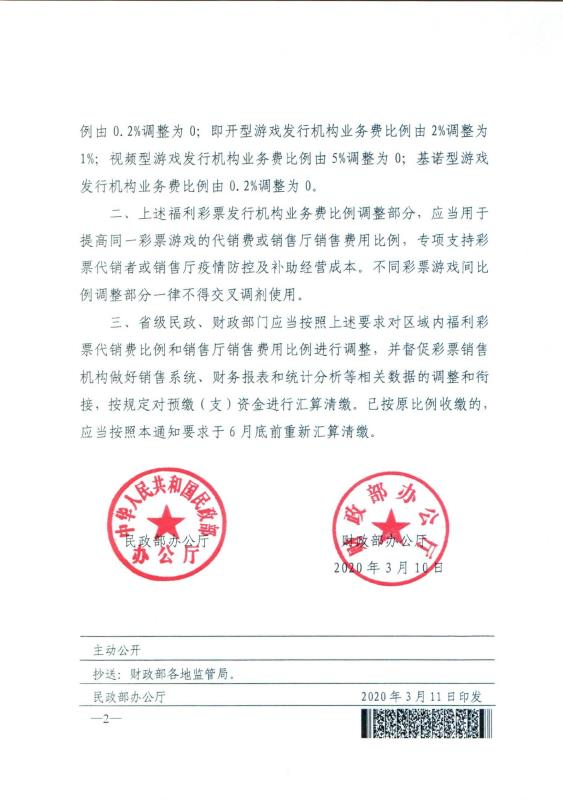 例由 0.2%调整为 0；即开型游戏发行机构业务费比例由 2%调整为
1%；视频型游戏发行机构业务费比例由 5%调整为 0；基诺型游戏
发行机构业务费比例由 0.2%调整为 0。
二、上述福利彩票发行机构业务费比例调整部分，应当用于
提高同一彩票游戏的代销费或销售厅销售费用比例，专项支持彩
票代销者或销售厅疫情防控及补助经营成本。不同彩票游戏间比
例调整部分一律不得交叉调剂使用。
三、省级民政、财政部门应当按照上述要求对区域内福利彩
票代销费比例和销售厅销售费用比例进行调整，并督促彩票销售
机构做好销售系统、财务报表和统计分析等相关数据的调整和衔
接，按规定对预缴（支）资金进行汇算清缴。已按原比例收缴的，
应当按照本通知要求于 6 月底前重新汇算清缴。
中华人民共和国民政部
办公厅
民政部办公厅
财政部办公厅
财政部办公厅
2020 年 3 月 10 日
主动公开
抄送：财政部各地监管局。
民政部办公厅 2020 年 3 月 11 日印发
—2—